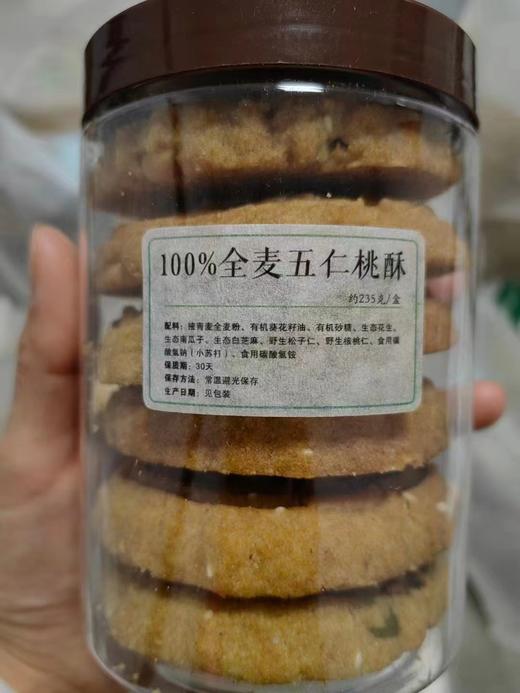 100%全麦五仁桃酥
约235克/盒
配料：接青麦全麦粉、有机葵花籽油、有机砂糖、生态花生、
生态南瓜子、生态白芝麻、野生松子仁、野生核桃仁、食用碳
酸氢钠（小苏打）、食用碳酸氢铵
保质期：30天
保存方法：常温避光保存
生产日期：见包装